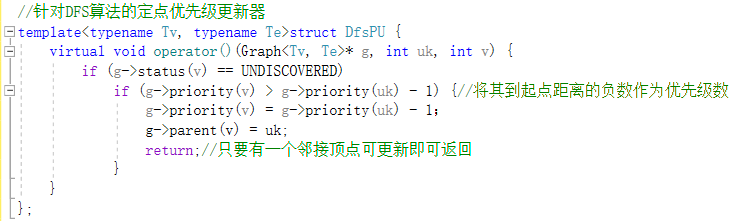 //针对DFS算法的定点优先级更新器
template<typename Tv, typename Te>struct DfsPU {
    virtual void operator()(Graph<Tv, Te>* g, int uk, int v) {
        if (g->status(v) == UNDISCOVERED)
            if (g->priority(v) > g->priority(uk) - 1) {//将其到起点距离的负数作为优先级数
                g->priority(v) = g->priority(uk) - 1;
                g->parent(v) = uk;
                return;//只要有一个邻接顶点可更新即可返回
            }
    }
};